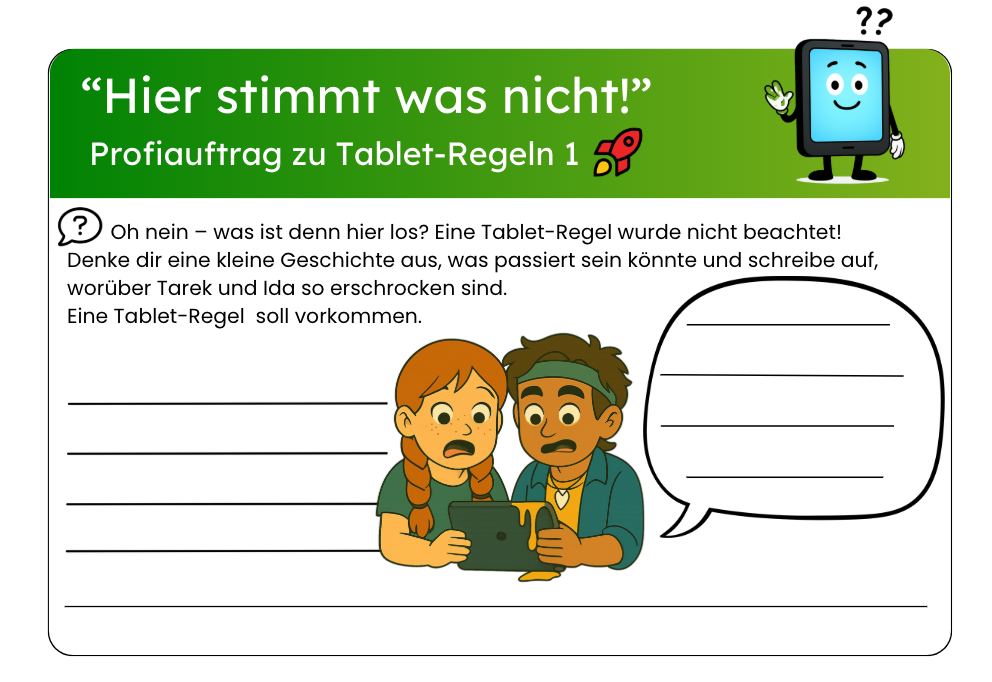 ??
“Hier stimmt was nicht!”
Profiauftrag zu Tablet-Regeln 1
?
Oh nein – was ist denn hier los? Eine Tablet-Regel wurde nicht beachtet!
Denke dir eine kleine Geschichte aus, was passiert sein könnte und schreibe auf,
worüber Tarek und Ida so erschrocken sind.
Eine Tablet-Regel  soll vorkommen.